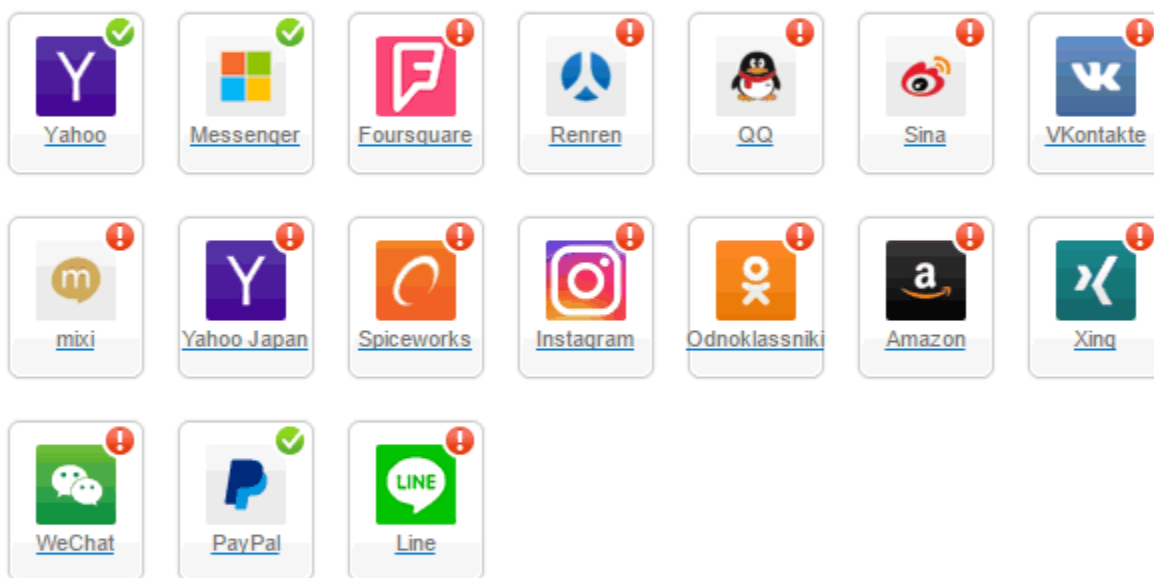 Yahoo
Messenger
Foursquare
Renren
QQ
Sina
VKontakte
mixi
Yahoo Japan
Spiceworks
Instagram
Odnoklassniki
Amazon
Xing
WeChat
PayPal
LINE
Line